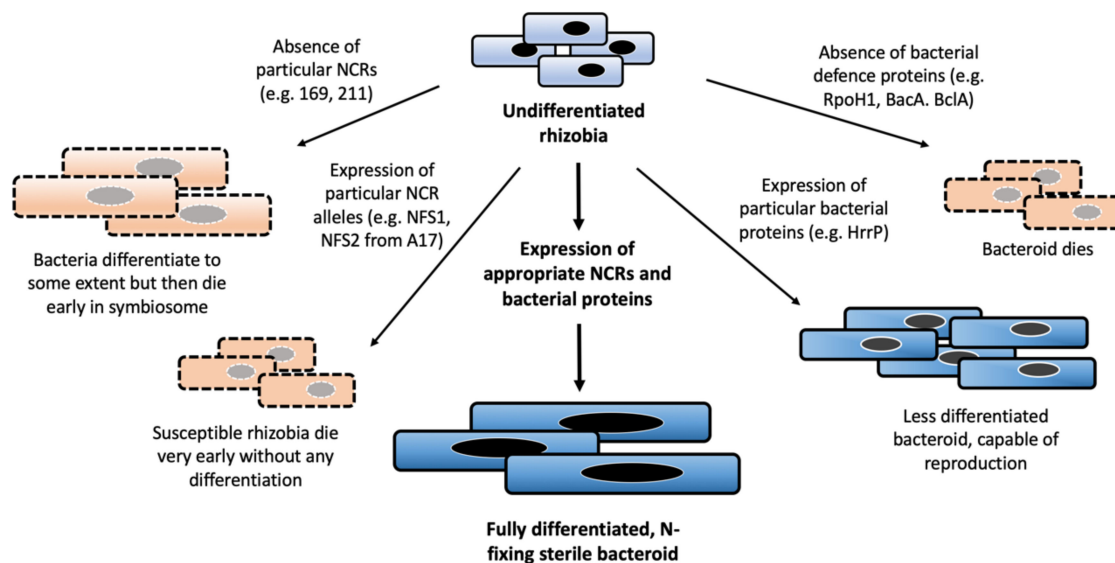 Absence of
particular NCRs
(e.g. 169, 211)
Undifferentiated
rhizobia
Absence of bacterial
defence proteins (e.g.
RpoH1, BacA. BclA)
Bacteria differentiate to
some extent but then die
early in symbiosome
Expression of
particular NCR
alleles (e.g. NFS1,
NFS2 from A17)
Expression of
appropriate NCRs and
bacterial proteins
Expression of
particular bacterial
proteins (e.g. HrrP)
Bacteroid dies
Susceptible rhizobia die
very early without any
differentiation
Less differentiated
bacteroid, capable of
reproduction
Fully differentiated, N-
fixing sterile bacteroid